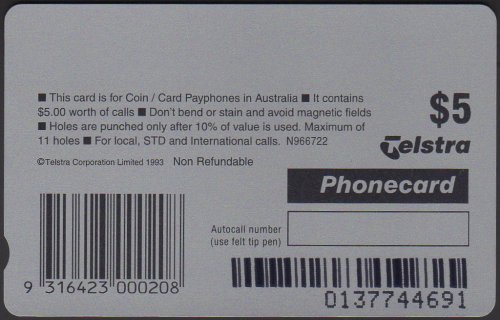 ■ This card is for Coin / Card Payphones in Australia ■ It contains
$5.00 worth of calls ■ Don't bend or stain and avoid magnetic fields
■ Holes are punched only after 10% of value is used. Maximum of
11 holes ■ For local, STD and International calls. N966722
©Telstra Corporation Limited 1993 Non Refundable
$5
Telstra
Phonecard
Autocall number
(use felt tip pen)
9 316423 000208
0137744691